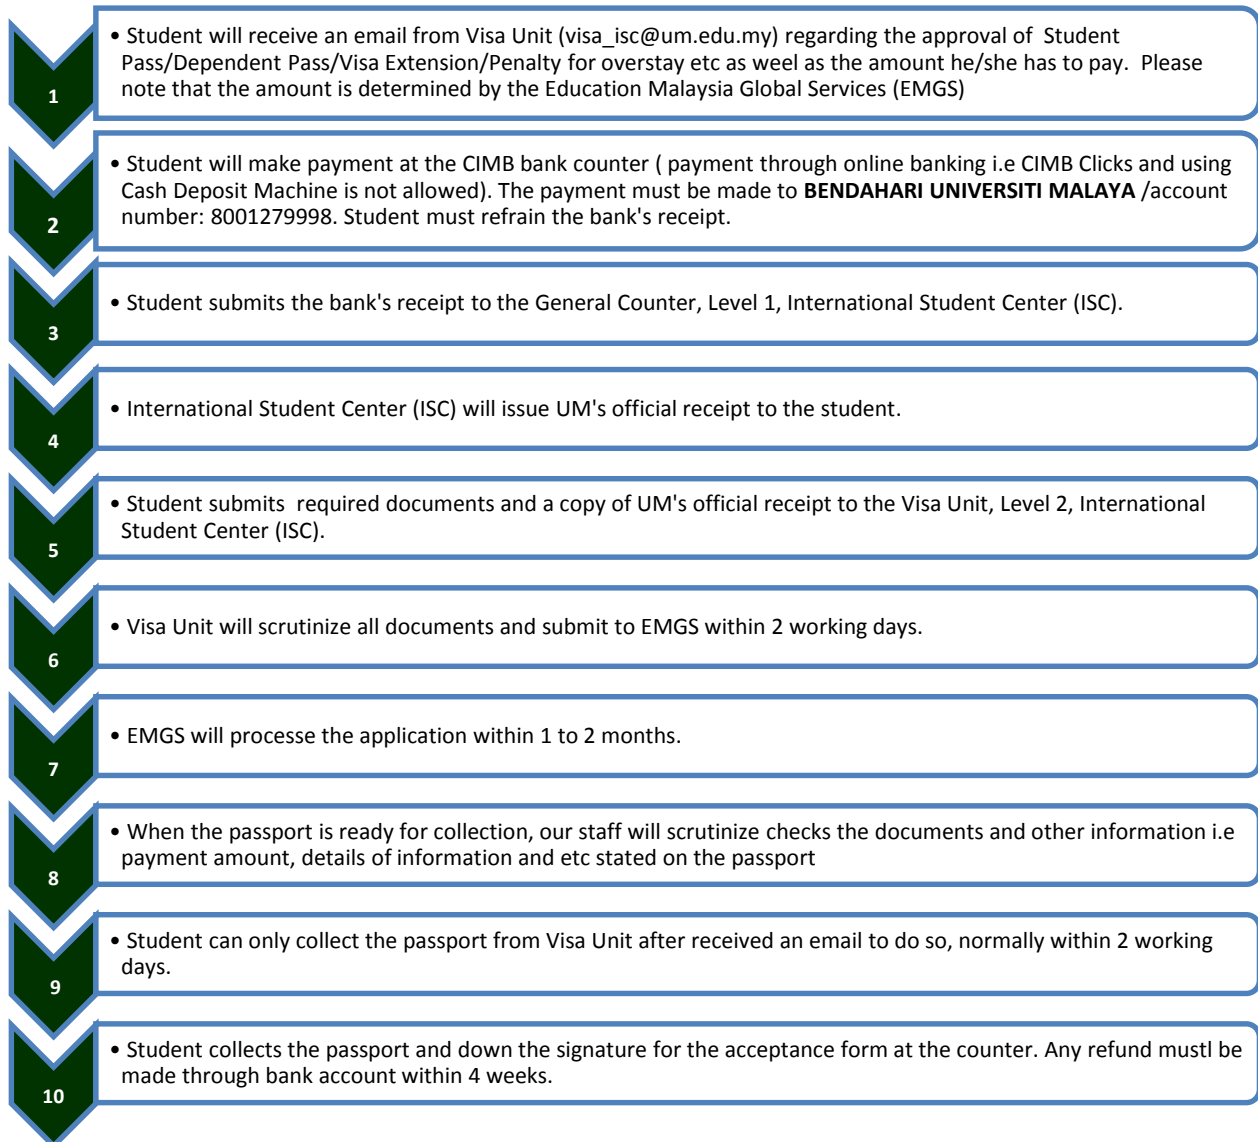 • Student will receive an email from Visa Unit (visa_isc@um.edu.my) regarding the approval of Student
Pass/Dependent Pass/Visa Extension/Penalty for overstay etc as weel as the amount he/she has to pay. Please
note that the amount is determined by the Education Malaysia Global Services (EMGS)
1
• Student will make payment at the CIMB bank counter ( payment through online banking i.e CIMB Clicks and using
Cash Deposit Machine is not allowed). The payment must be made to BENDAHARI UNIVERSITI MALAYA /account
number: 8001279998. Student must refrain the bank's receipt.
2
• Student submits the bank's receipt to the General Counter, Level 1, International Student Center (ISC).
3
• International Student Center (ISC) will issue UM's official receipt to the student.
4
• Student submits required documents and a copy of UM's official receipt to the Visa Unit, Level 2, International
Student Center (ISC).
5
• Visa Unit will scrutinize all documents and submit to EMGS within 2 working days.
6
• EMGS will processe the application within 1 to 2 months.
7
• When the passport is ready for collection, our staff will scrutinize checks the documents and other information i.e
payment amount, details of information and etc stated on the passport
8
• Student can only collect the passport from Visa Unit after received an email to do so, normally within 2 working
days.
9
• Student collects the passport and down the signature for the acceptance form at the counter. Any refund mustl be
made through bank account within 4 weeks.
10